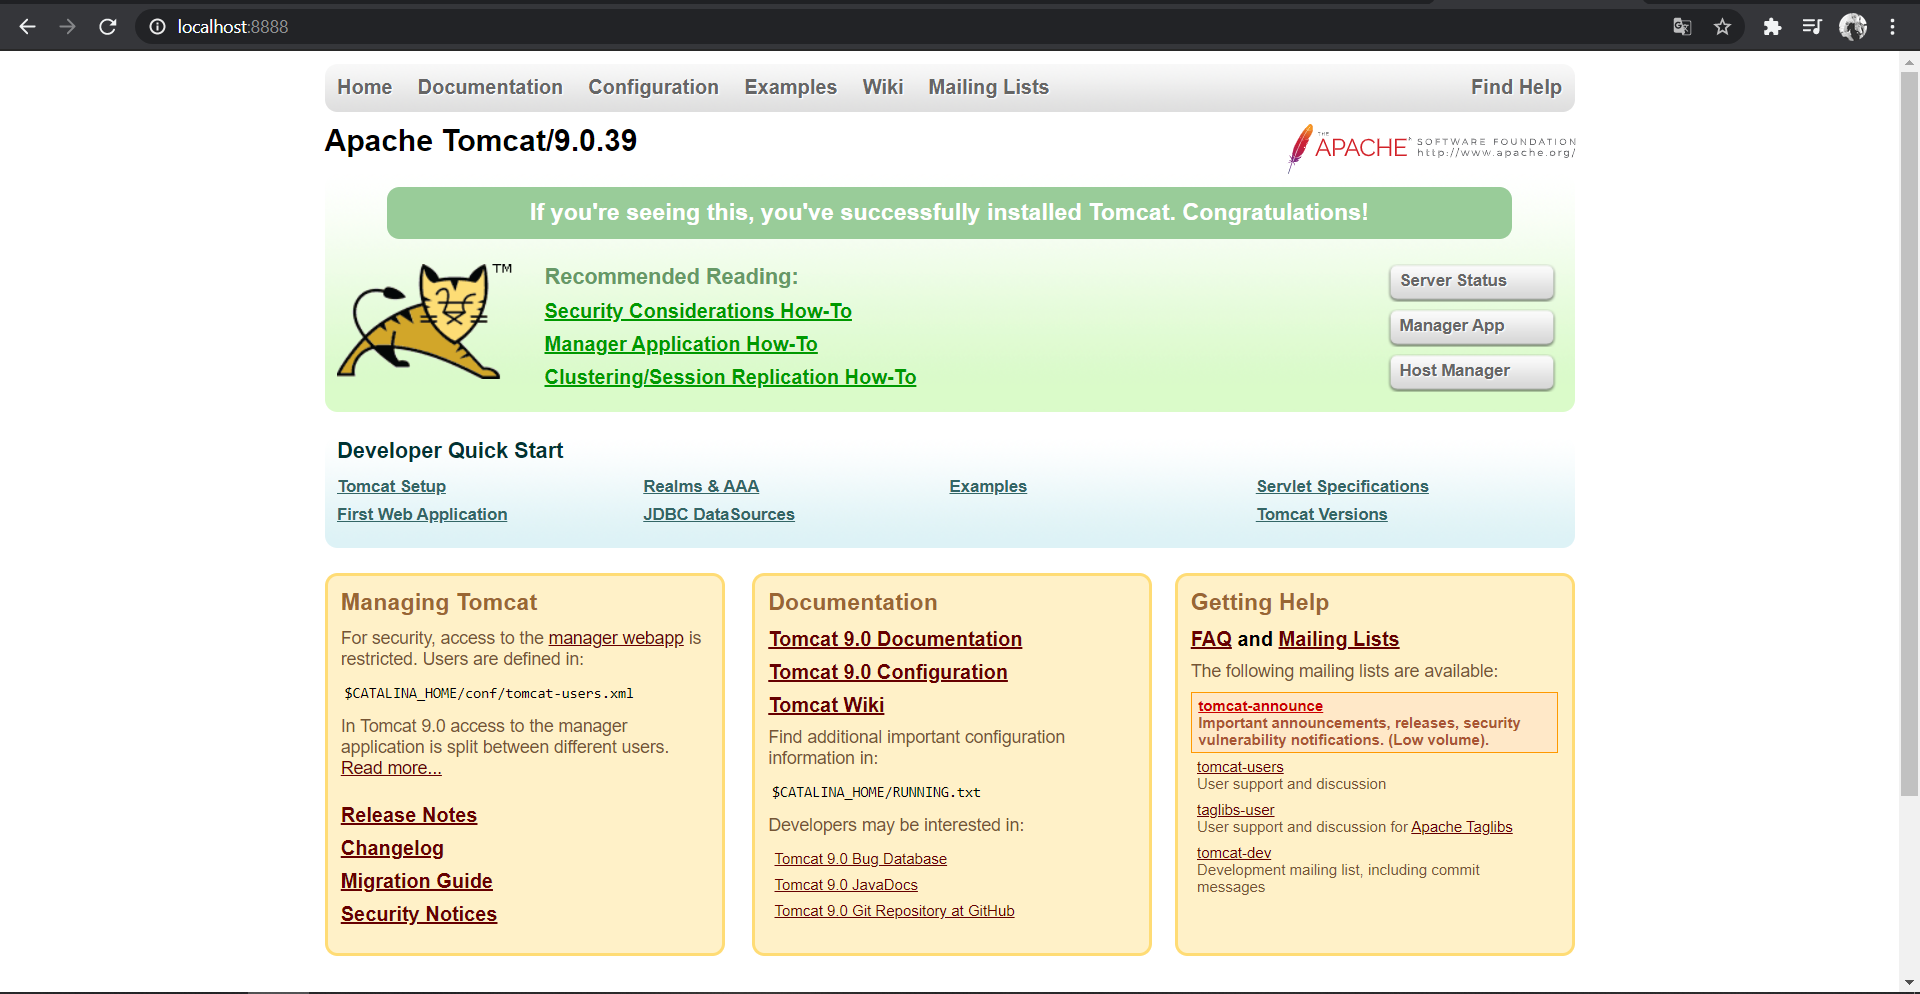 localhost:8888
Home Documentation Configuration Examples Wiki Mailing Lists Find Help
Apache Tomcat/9.0.39
THE APACHE SOFTWARE FOUNDATION
http://www.apache.org/
If you're seeing this, you've successfully installed Tomcat. Congratulations!
TM
Recommended Reading:
Security Considerations How-To
Manager Application How-To
Clustering/Session Replication How-To
Server Status
Manager App
Host Manager
Developer Quick Start
Tomcat Setup
First Web Application
Realms & AAA
JDBC DataSources
Examples
Servlet Specifications
Tomcat Versions
Managing Tomcat
For security, access to the manager webapp is
restricted. Users are defined in:
$CATALINA_HOME/conf/tomcat-users.xml
In Tomcat 9.0 access to the manager
application is split between different users.
Read more...
Release Notes
Changelog
Migration Guide
Security Notices
Documentation
Tomcat 9.0 Documentation
Tomcat 9.0 Configuration
Tomcat Wiki
Find additional important configuration
information in:
$CATALINA_HOME/RUNNING.txt
Developers may be interested in:
Tomcat 9.0 Bug Database
Tomcat 9.0 JavaDocs
Tomcat 9.0 Git Repository at GitHub
Getting Help
FAQ and Mailing Lists
The following mailing lists are available:
tomcat-announce
Important announcements, releases, security
vulnerability notifications. (Low volume).
tomcat-users
User support and discussion
taglibs-user
User support and discussion for Apache Taglibs
tomcat-dev
Development mailing list, including commit
messages